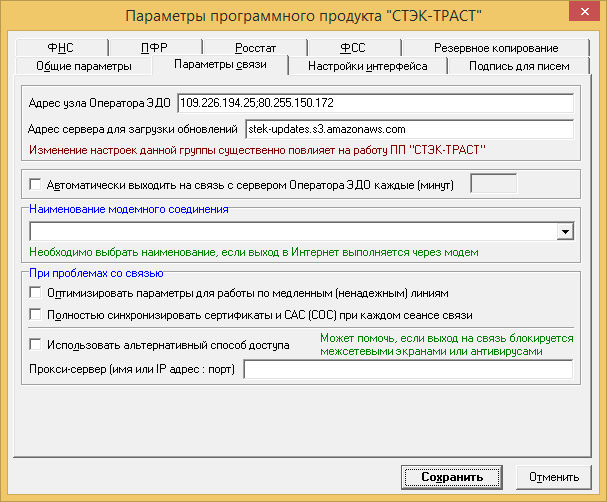 Параметры программного продукта "СТЭК-ТРАСТ"
ФНС ПФР Росстат ФСС Резервное копирование
Общие параметры Параметры связи Настройки интерфейса Подпись для писем
Адрес узла Оператора ЭДО 109.226.194.25;80.255.150.172
Адрес сервера для загрузки обновлений stek-updates.s3.amazonaws.com
Изменение настроек данной группы существенно повлияет на работу ПП "СТЭК-ТРАСТ"
Автоматически выходить на связь с сервером Оператора ЭДО каждые (минут)
Наименование модемного соединения
Необходимо выбрать наименование, если выход в Интернет выполняется через модем
При проблемах со связью
Оптимизировать параметры для работы по медленным (ненадежным) линиям
Полностью синхронизировать сертификаты и САС (СОС) при каждом сеансе связи
Использовать альтернативный способ доступа
Может помочь, если выход на связь блокируется
межсетевыми экранами или антивирусами
Прокси-сервер (имя или IP адрес : порт)
Сохранить Отменить